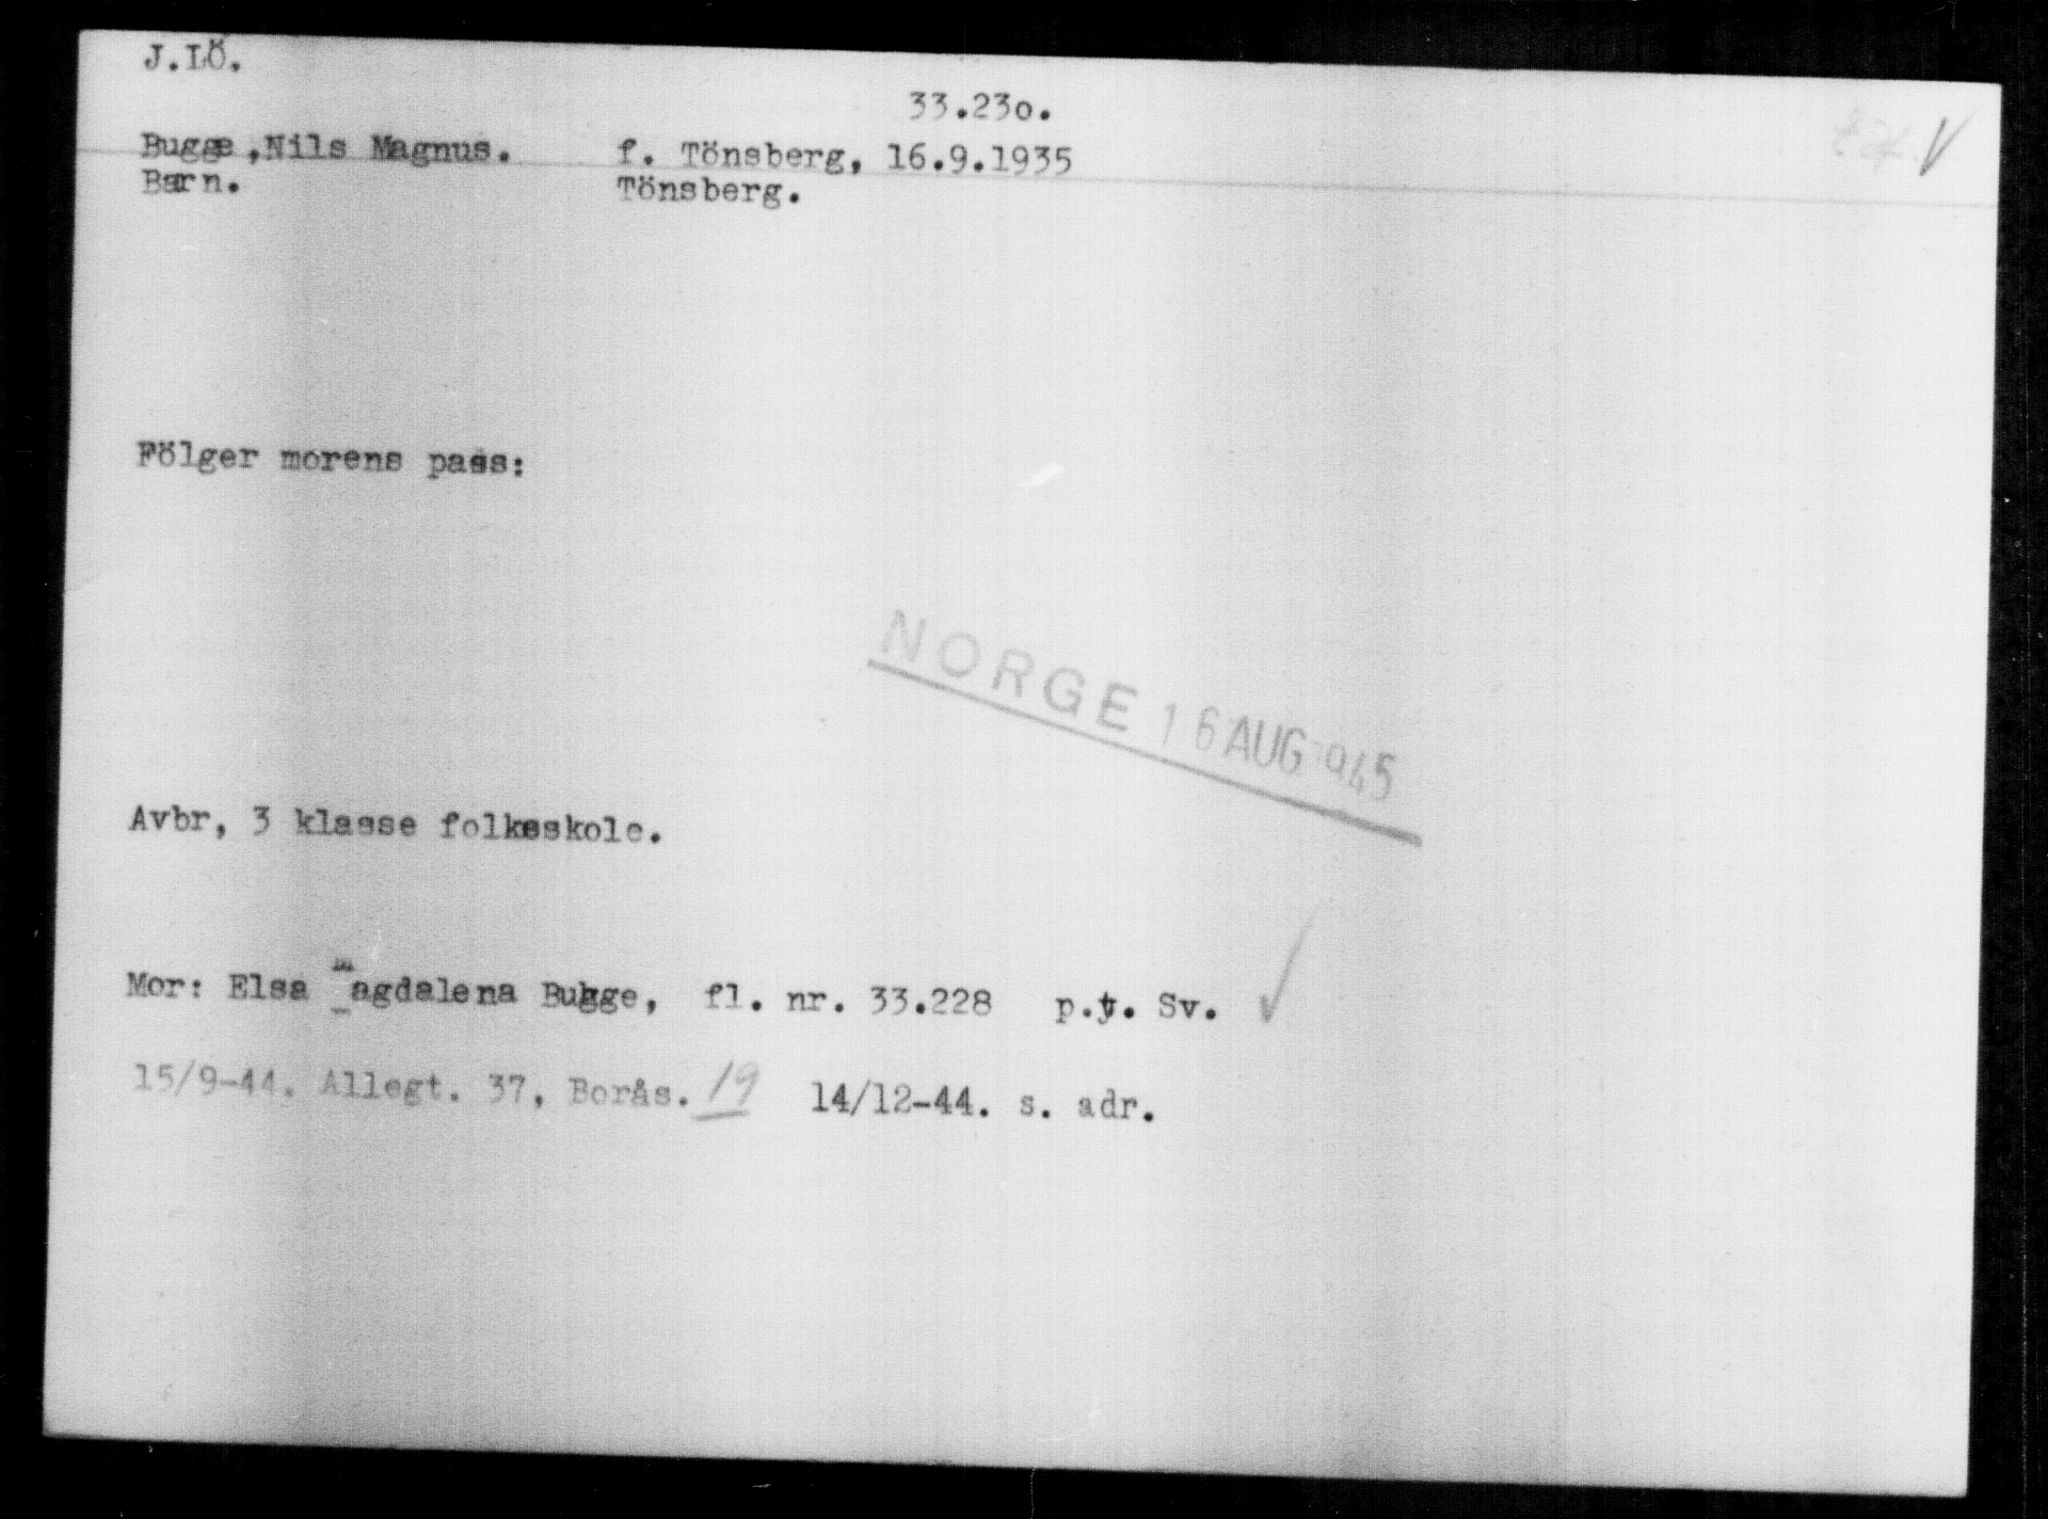 J.LÖ.
33.23o.
Bugge,Nils Magnus. f. Tönsberg, 16.9.1935
Barn. Tönsberg.
Fölger morens pass:
NORGE 16 AUG 1945
Avbr, 3 klasse folkeskole.
Mor: Elsa Magdalena Bugge, fl. nr. 33.228 p.t. Sv. ✓
15/9-44. Allegt. 37, Borås. 19 14/12-44. s. adr.